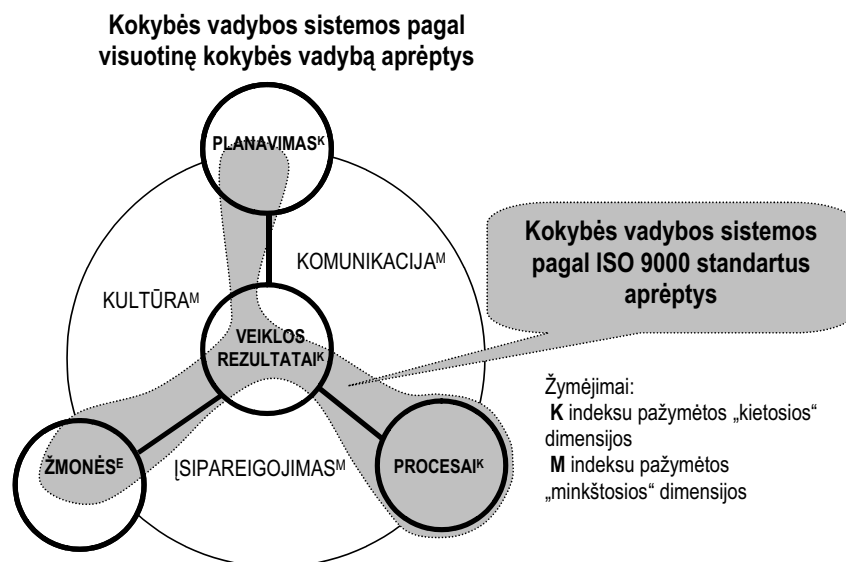 Kokybės vadybos sistemos pagal
visuotinę kokybės vadybą aprėptys
PLANAVIMASᴷ
KOMUNIKACIJAᴹ
KULTŪRAᴹ
VEIKLOS
REZULTATAIᴷ
ŽMONĖSᴱ
ĮSIPAREIGOJIMASᴹ
PROCESAIᴷ
Kokybės vadybos sistemos
pagal ISO 9000 standartus
aprėptys
Žymėjimai:
K indeksu pažymėtos „kietosios“
dimensijos
M indeksu pažymėtos
„minkštosios“ dimensijos